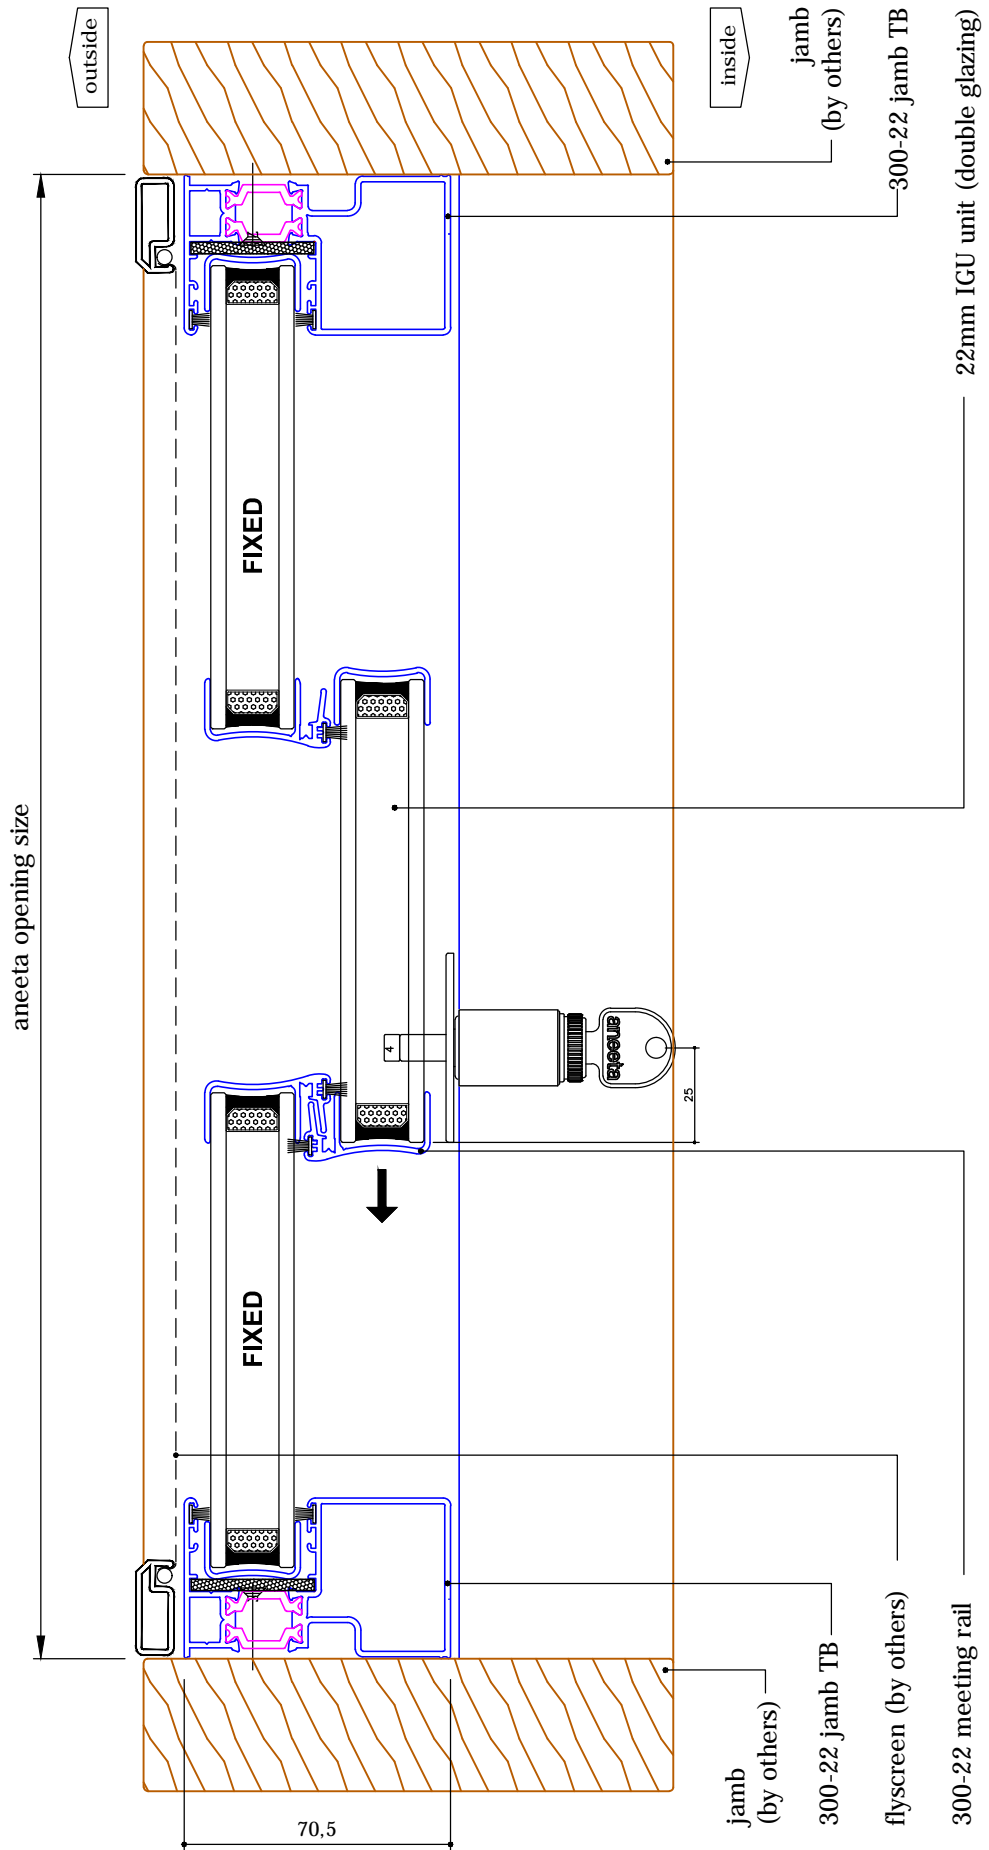 outside
inside
jamb
(by others)
300-22 jamb TB
22mm IGU unit (double glazing)
aneeta opening size
FIXED
4
aneeta
25
FIXED
jamb
(by others)
300-22 jamb TB
flyscreen (by others)
300-22 meeting rail
70,5